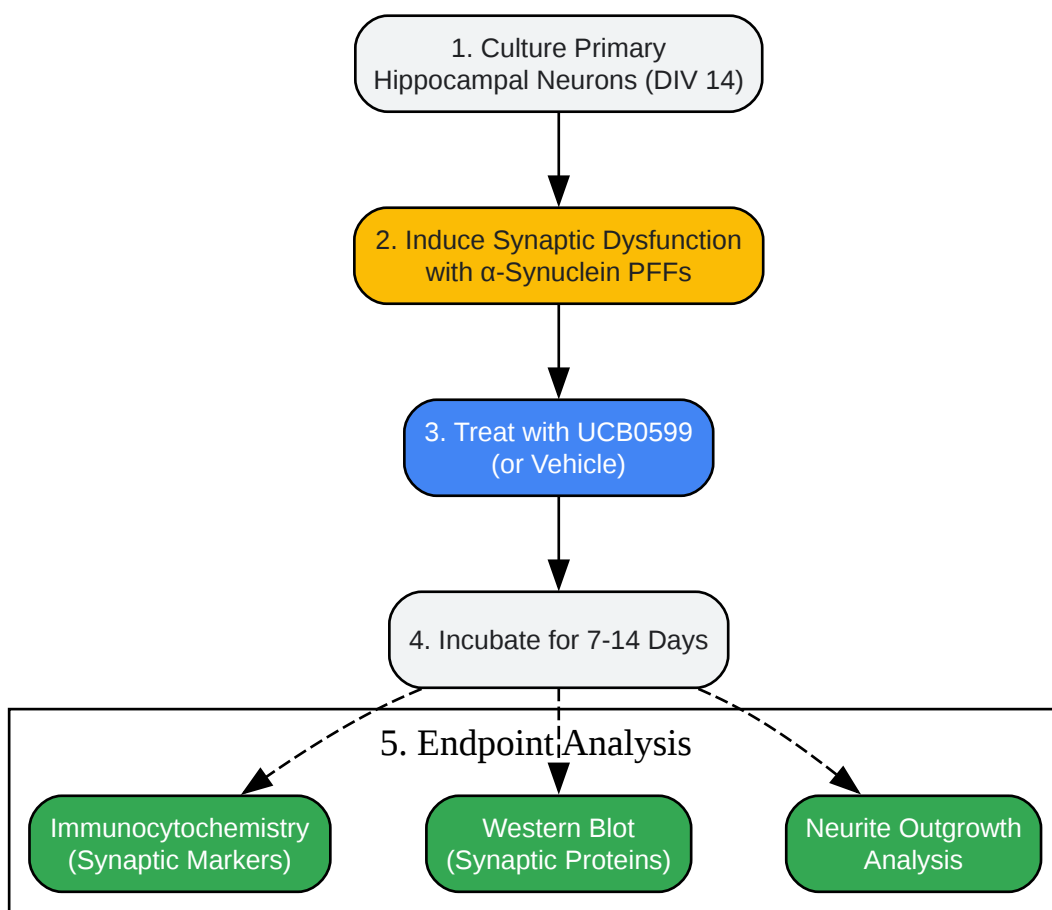 1. Culture Primary
Hippocampal Neurons (DIV 14)
2. Induce Synaptic Dysfunction
with α-Synuclein PFFs
3. Treat with UCB0599
(or Vehicle)
4. Incubate for 7-14 Days
5. Endpoint Analysis
Immunocytochemistry
(Synaptic Markers)
Western Blot
(Synaptic Proteins)
Neurite Outgrowth
Analysis